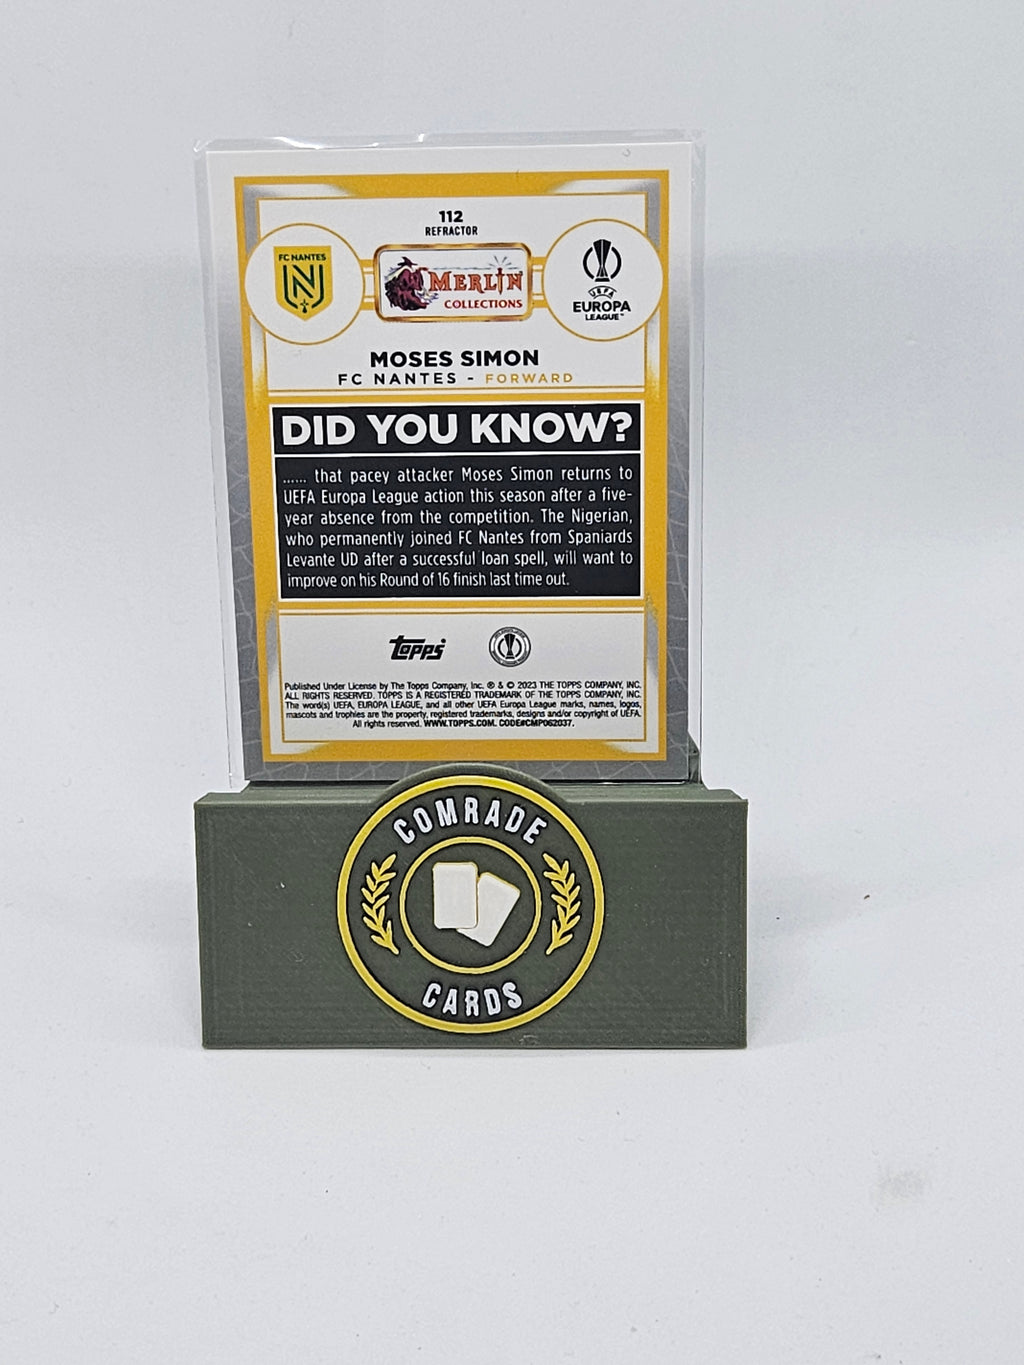 112
REFRACTOR
FC NANTES
N
MERLIN
COLLECTIONS
UEFA
EUROPA
LEAGUE™
MOSES SIMON
FC NANTES - FORWARD
DID YOU KNOW?
...... that pacey attacker Moses Simon returns to
UEFA Europa League action this season after a five-
year absence from the competition. The Nigerian,
who permanently joined FC Nantes from Spaniards
Levante UD after a successful loan spell, will want to
improve on his Round of 16 finish last time out.
Topps
Published Under License by The Topps Company, Inc. ® & © 2023 THE TOPPS COMPANY, INC.
ALL RIGHTS RESERVED. TOPPS IS A REGISTERED TRADEMARK OF THE TOPPS COMPANY, INC.
The word(s) UEFA, EUROPA LEAGUE, and all other UEFA Europa League marks, names, logos,
mascots and trophies are the property, registered trademarks, designs and/or copyright of UEFA.
All rights reserved. WWW.TOPPS.COM. CODE#CMP062037.
COMRADE
CARDS